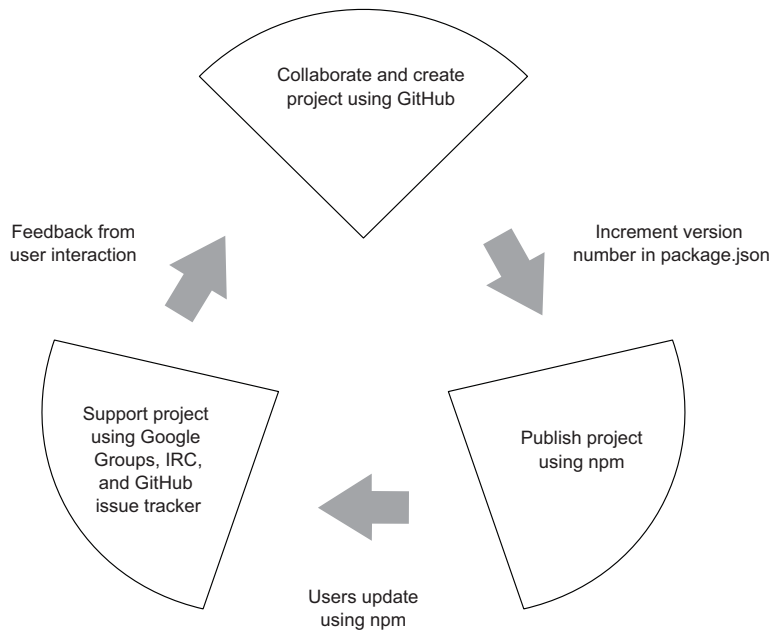 Collaborate and create
project using GitHub
Feedback from
user interaction
Increment version
number in package.json
Support project
using Google
Groups, IRC,
and GitHub
issue tracker
Publish project
using npm
Users update
using npm